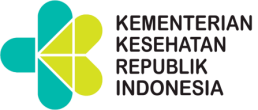 KEMENTERIAN
KESEHATAN
REPUBLIK
INDONESIA